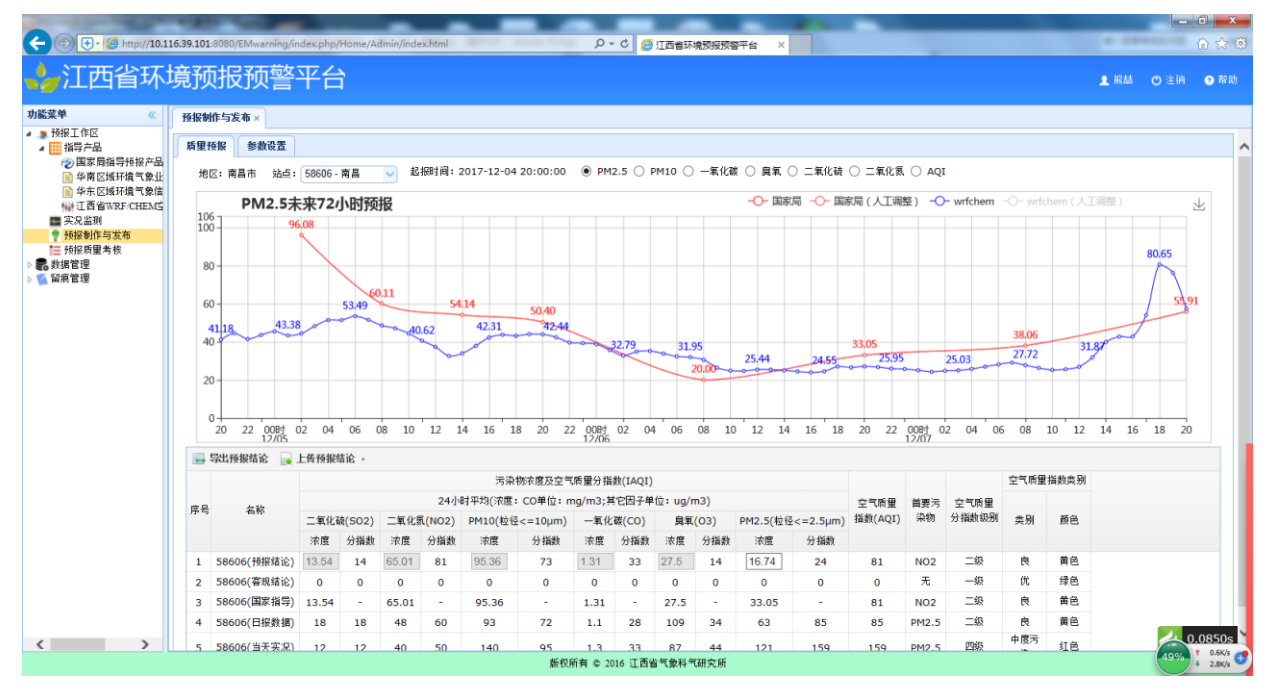 http://10.116.39.101:8080/EMwarning/index.php/Home/Admin/index.html
江西省环境预报预警平台 ×
江西省环境预报预警平台
注销 帮助
功能菜单 «
预报工作区
指导产品
国家局指导预报产品
华南区域环境气象业
华东区域环境气象信
江西省WRF/CHEM
实况监测
预报制作与发布
预报质量考核
数据管理
留痕管理
预报制作与发布 ×
质量预报 参数设置
地区: 南昌市 站点: 58606 - 南昌 起报时间: 2017-12-04 20:00:00 PM2.5 PM10 一氧化碳 臭氧 二氧化硫 二氧化氮 AQI
PM2.5未来72小时预报
国家局 国家局 ( 人工调整 ) wrfchem wrfchem ( 人工调整 )
106
100
80
60
40
20
0
96.08 60.11 54.14 50.40 20.00 33.05 38.06 55.91
41.18 43.38 53.49 40.62 42.31 42.44 32.79 31.95 25.44 24.55 25.95 25.03 27.72 31.87 80.65
20 22 00时 02 04 06 08 10 12 14 16 18 20 22 00时 02 04 06 08 10 12 14 16 18 20 22 00时 02 04 06 08 10 12 14 16 18 20
12/05 12/06 12/07
导出预报结论 上传预报结论
序号 名称 污染物浓度及空气质量分指数(IAQI) 空气质量指数(AQI) 首要污染物 空气质量分指数级别 空气质量指数类别
24小时平均(浓度: CO单位: mg/m3;其它因子单位: ug/m3)
二氧化硫(SO2) 二氧化氮(NO2) PM10(粒径<=10μm) 一氧化碳(CO) 臭氧(O3) PM2.5(粒径<=2.5μm) 类别 颜色
浓度 分指数 浓度 分指数 浓度 分指数 浓度 分指数 浓度 分指数 浓度 分指数
1 58606(预报结论) 13.54 14 65.01 81 95.36 73 1.31 33 27.5 14 16.74 24 81 NO2 二级 良 黄色
2 58606(客观结论) 0 0 0 0 0 0 0 0 0 0 0 0 0 无 一级 优 绿色
3 58606(国家指导) 13.54 - 65.01 - 95.36 - 1.31 - 27.5 - 33.05 - 81 NO2 二级 良 黄色
4 58606(日报数据) 18 18 48 60 93 72 1.1 28 109 34 63 85 85 PM2.5 二级 良 黄色
5 58606(当天实况) 12 12 40 50 140 95 1.3 33 87 44 121 159 159 PM2.5 四级 中度污 红色
版权所有 © 2016 江西省气象科气研究所
0.0850s
49% 0.6K/s
2.8K/s